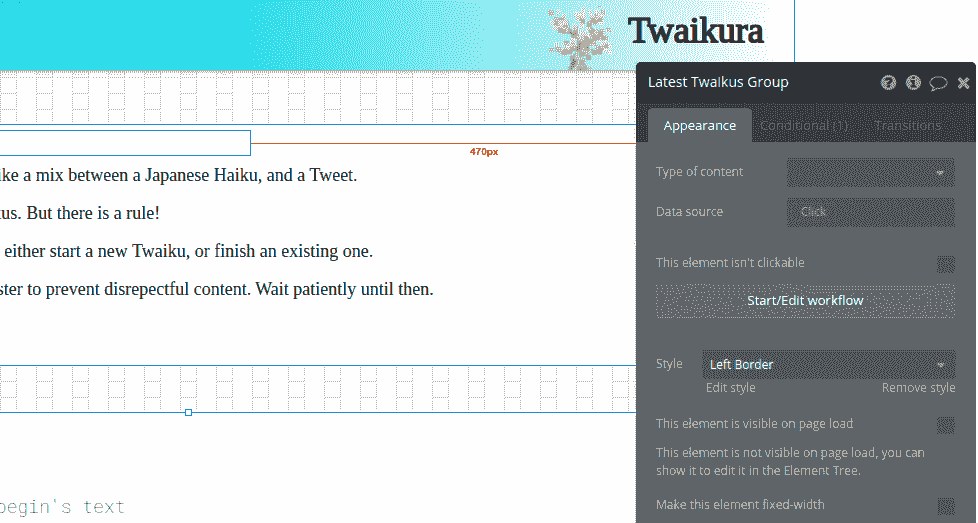 Twaikura
Latest Twaikus Group
Appearance
Conditional (1)
Transitions
470px
ike a mix between a Japanese Haiku, and a Tweet.
kus. But there is a rule!
either start a new Twaiku, or finish an existing one.
ster to prevent disrepectful content. Wait patiently until then.
begin's text
Type of content
Data source
Click
This element isn't clickable
Start/Edit workflow
Style
Left Border
Edit style
Remove style
This element is visible on page load
This element is not visible on page load, you can
show it to edit it in the Element Tree.
Make this element fixed-width